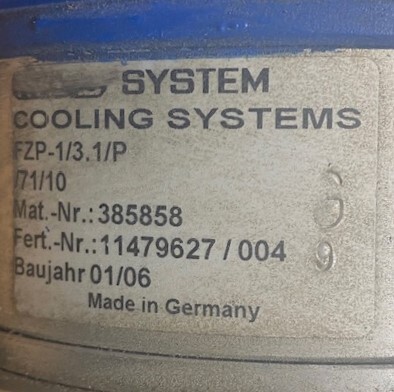 SYSTEM
COOLING SYSTEMS
FZP-1/3.1/P
/71/10
Mat.-Nr.:385858
Fert.-Nr.:11479627 / 004
Baujahr 01/06
Made in Germany